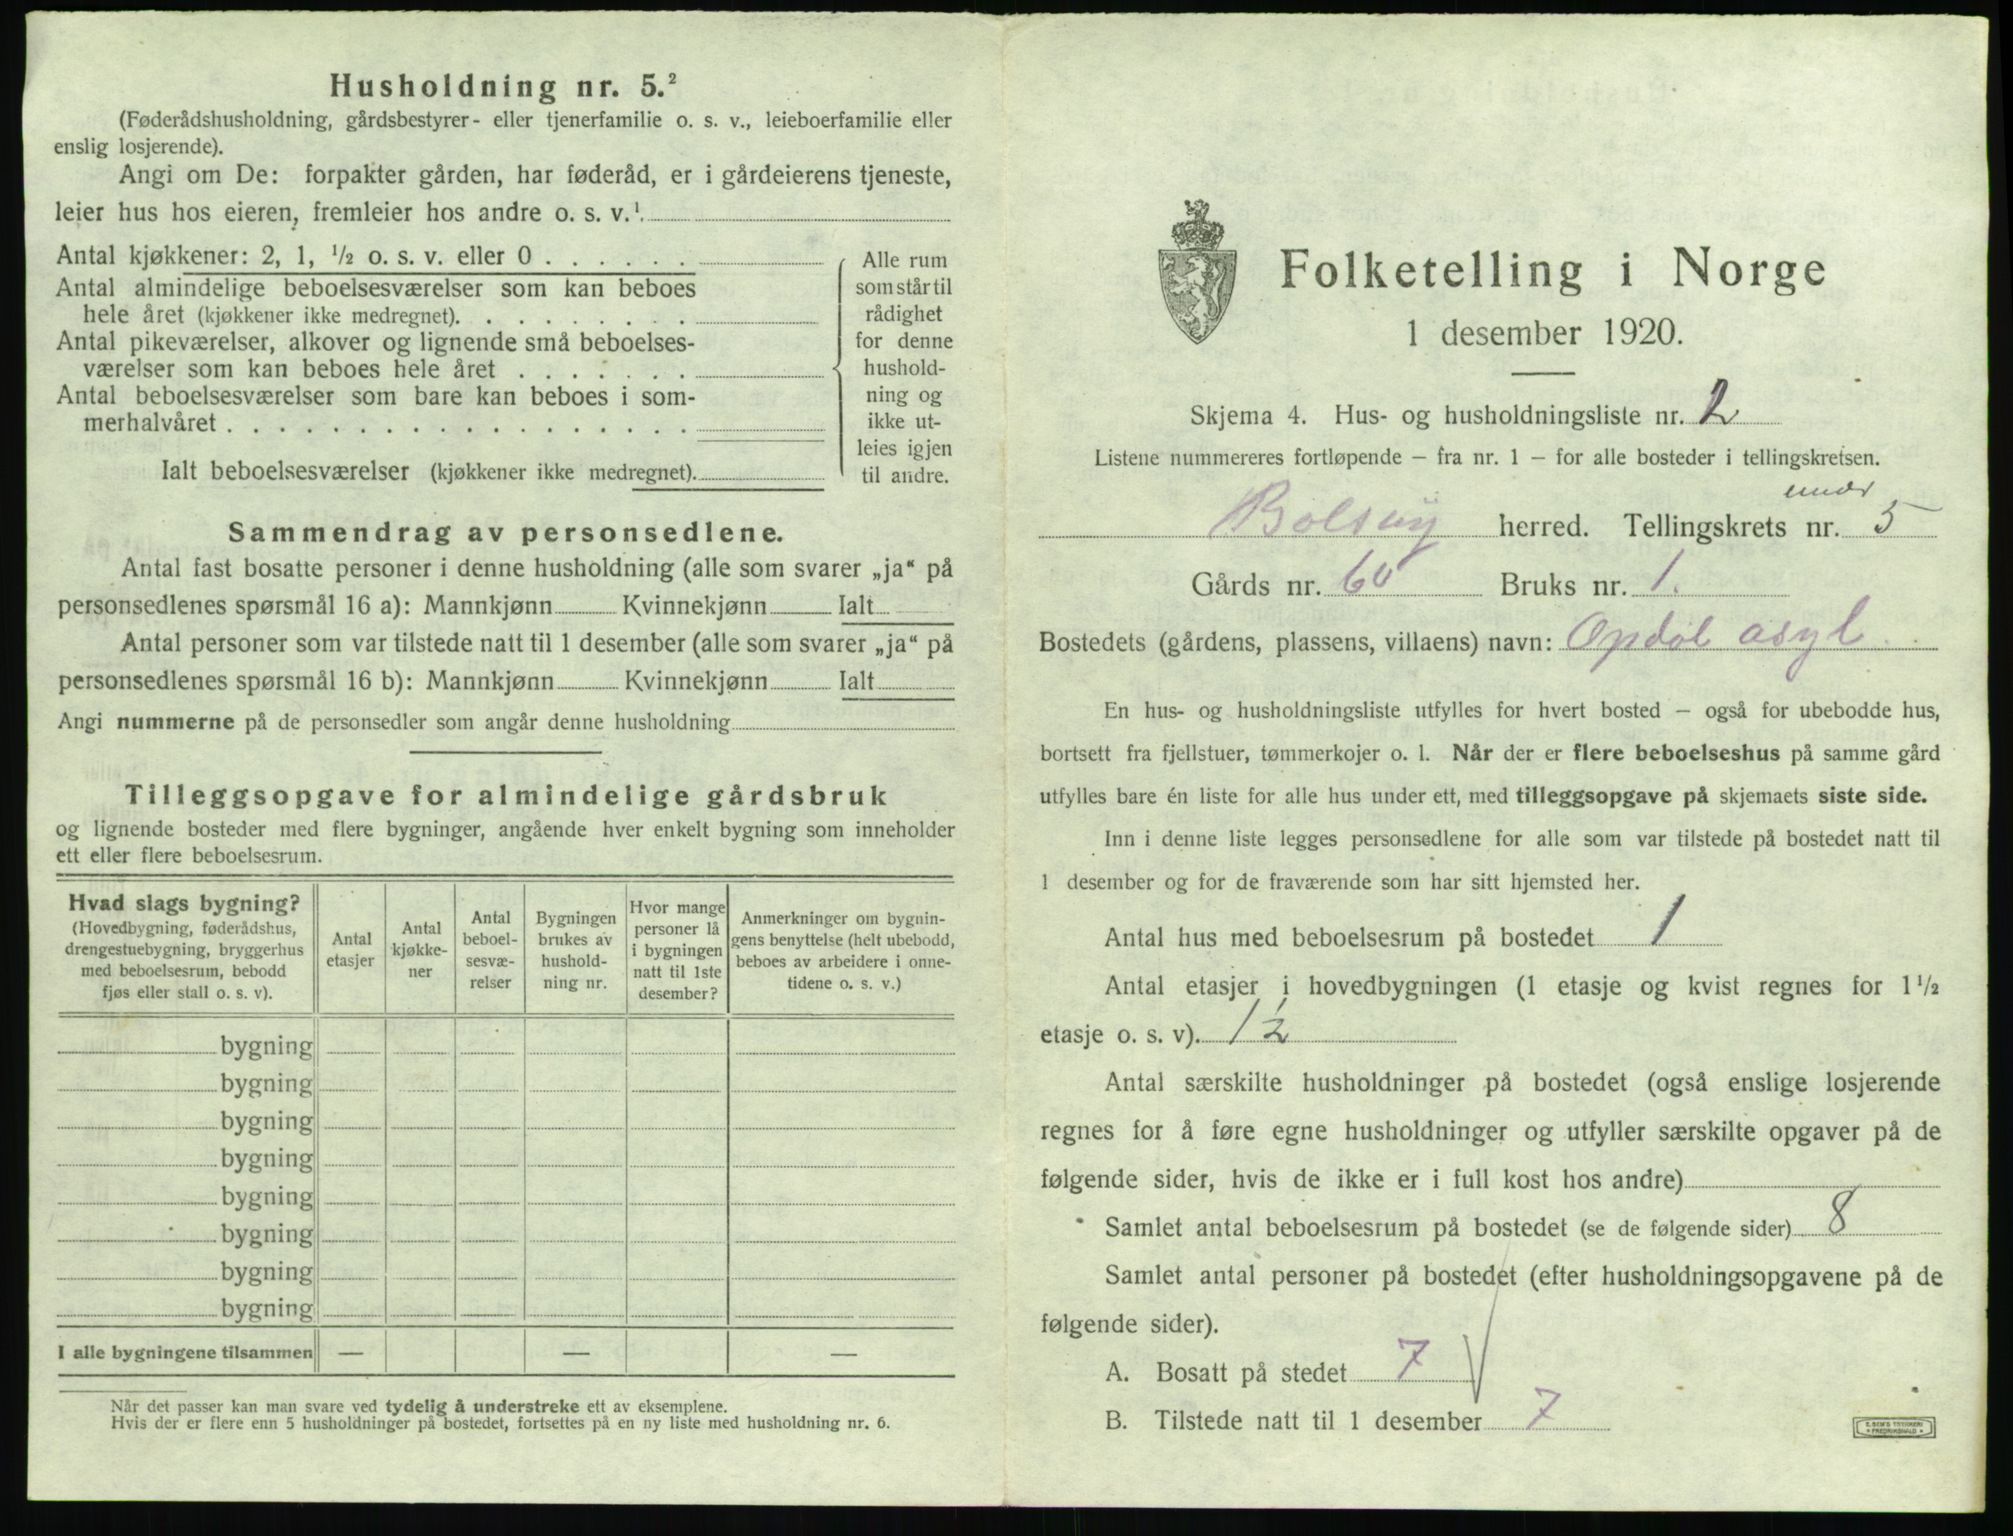 Husholdning nr. 5.²
(Føderådshusholdning, gårdsbestyrer- eller tjenerfamilie o. s. v., leieboerfamilie eller
enslig losjerende).
Angi om De: forpakter gården, har føderåd, er i gårdeierens tjeneste,
leier hus hos eieren, fremleier hos andre o. s. v.¹.
Antal kjøkkener: 2, 1, ½ o. s. v. eller 0
Antal almindelige beboelsesværelser som kan beboes
hele året (kjøkkener ikke medregnet).
Antal pikeværelser, alkover og lignende små beboelses-
værelser som kan beboes hele året
Antal beboelsesværelser som bare kan beboes i som-
merhalvåret
Ialt beboelsesværelser (kjøkkener ikke medregnet).
Alle rum
som står til
rådighet
for denne
hushold-
ning og
ikke ut-
leies igjen
til andre.
Sammendrag av personsedlene.
Antal fast bosatte personer i denne husholdning (alle som svarer „ja“ på
personsedlenes spørsmål 16 a): Mannkjønn Kvinnekjønn Ialt
Antal personer som var tilstede natt til 1 desember (alle som svarer „ja“ på
personsedlenes spørsmål 16 b): Mannkjønn Kvinnekjønn Ialt
Angi nummerne på de personsedler som angår denne husholdning
Tilleggsopgave for almindelige gårdsbruk
og lignende bosteder med flere bygninger, angående hver enkelt bygning som inneholder
ett eller flere beboelsesrum.
Hvad slags bygning?
(Hovedbygning, føderådshus,
drengestuebygning, bryggerhus
med beboelsesrum, bebodd
fjøs eller stall o. s. v).
Antal
etasjer
Antal
kjøkke-
ner
Antal
beboel-
sesvæ-
relser
Bygningen
brukes av
hushold-
ning nr.
Hvor mange
personer lå
i bygningen
natt til 1ste
desember?
Anmerkninger om bygnin-
gens benyttelse (helt ubebodd,
beboes av arbeidere i onne-
tidene o. s. v.)
bygning
bygning
bygning
bygning
bygning
bygning
bygning
bygning
I alle bygningene tilsammen — — —
Når det passer kan man svare ved tydelig å understreke ett av eksemplene.
Hvis der er flere enn 5 husholdninger på bostedet, fortsettes på en ny liste med husholdning nr. 6.
Folketelling i Norge
1 desember 1920.
Skjema 4. Hus- og husholdningsliste nr. 2
Listene nummereres fortløpende — fra nr. 1 — for alle bosteder i tellingskretsen.
Bolsøy herred. Tellingskrets nr. 5
Gårds nr. 60 Bruks nr. 1.
Bostedets (gårdens, plassens, villaens) navn: Opdøl asyl
En hus- og husholdningsliste utfylles for hvert bosted — også for ubebodde hus,
bortsett fra fjellstuer, tømmerkojer o. l. Når der er flere beboelseshus på samme gård
utfylles bare én liste for alle hus under ett, med tilleggsopgave på skjemaets siste side.
Inn i denne liste legges personsedlene for alle som var tilstede på bostedet natt til
1 desember og for de fraværende som har sitt hjemsted her.
Antal hus med beboelsesrum på bostedet 1
Antal etasjer i hovedbygningen (1 etasje og kvist regnes for 1½
etasje o. s. v). 1½
Antal særskilte husholdninger på bostedet (også enslige losjerende
regnes for å føre egne husholdninger og utfyller særskilte opgaver på de
følgende sider, hvis de ikke er i full kost hos andre)
Samlet antal beboelsesrum på bostedet (se de følgende sider) 8
Samlet antal personer på bostedet (efter husholdningsopgavene på de
følgende sider).
A. Bosatt på stedet 7
B. Tilstede natt til 1 desember 7